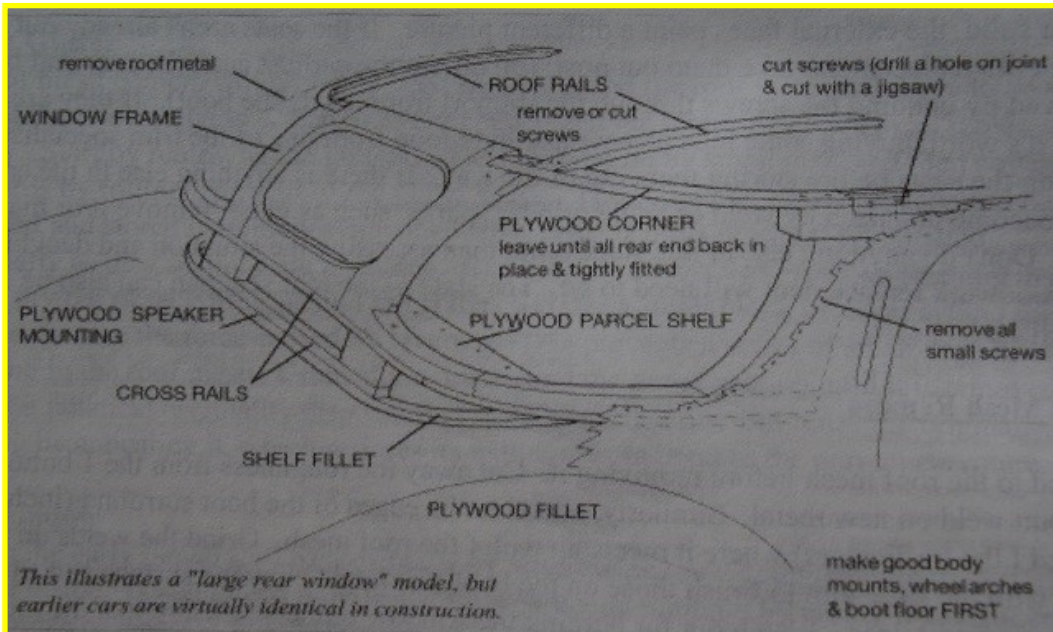 remove roof metal
WINDOW FRAME
ROOF RAILS
remove or cut
screws
cut screws (drill a hole on joint
& cut with a jigsaw)
PLYWOOD CORNER
leave until all rear end back in
place & tightly fitted
PLYWOOD SPEAKER
MOUNTING
PLYWOOD PARCEL SHELF
remove all
small screws
CROSS RAILS
SHELF FILLET
PLYWOOD FILLET
This illustrates a "large rear window" model, but
earlier cars are virtually identical in construction.
make good body
mounts, wheel arches
& boot floor FIRST